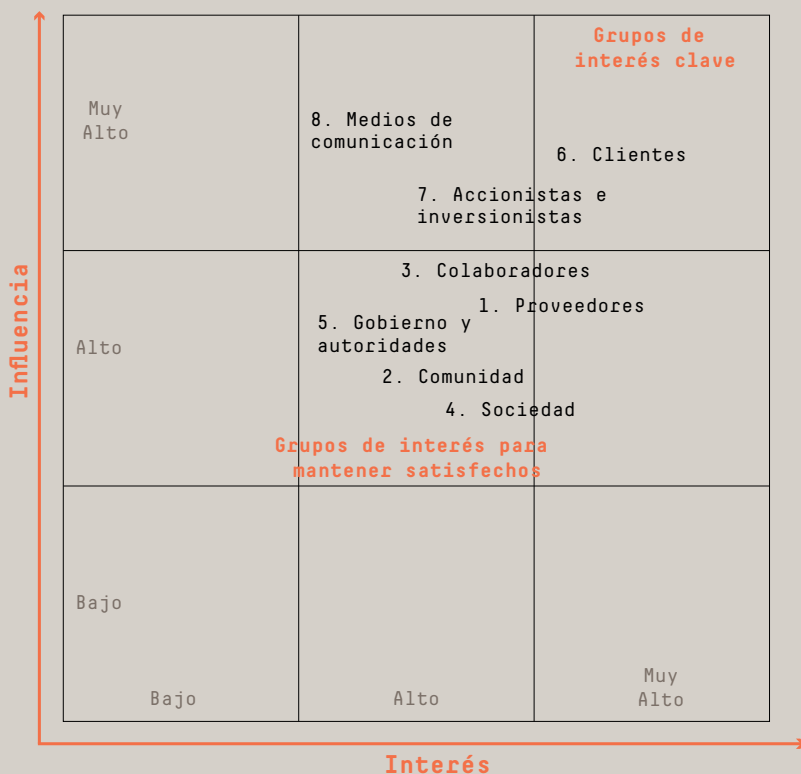 Grupos de
interés clave
Muy
Alto
8. Medios de
comunicación
6. Clientes
7. Accionistas e
inversionistas
3. Colaboradores
1. Proveedores
5. Gobierno y
autoridades
Alto
2. Comunidad
4. Sociedad
Grupos de interés para
mantener satisfechos
Influencia
Bajo
Bajo
Alto
Muy
Alto
Interés